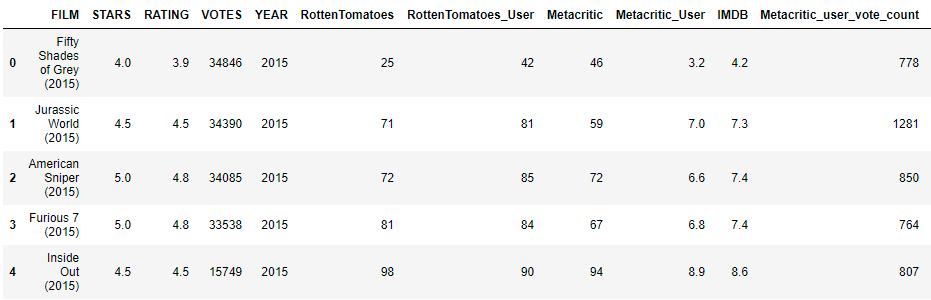 FILM STARS RATING VOTES YEAR RottenTomatoes RottenTomatoes_User Metacritic Metacritic_User IMDB Metacritic_user_vote_count
0 Fifty Shades of Grey (2015) 4.0 3.9 34846 2015 25 42 46 3.2 4.2 778
1 Jurassic World (2015) 4.5 4.5 34390 2015 71 81 59 7.0 7.3 1281
2 American Sniper (2015) 5.0 4.8 34085 2015 72 85 72 6.6 7.4 850
3 Furious 7 (2015) 5.0 4.8 33538 2015 81 84 67 6.8 7.4 764
4 Inside Out (2015) 4.5 4.5 15749 2015 98 90 94 8.9 8.6 807